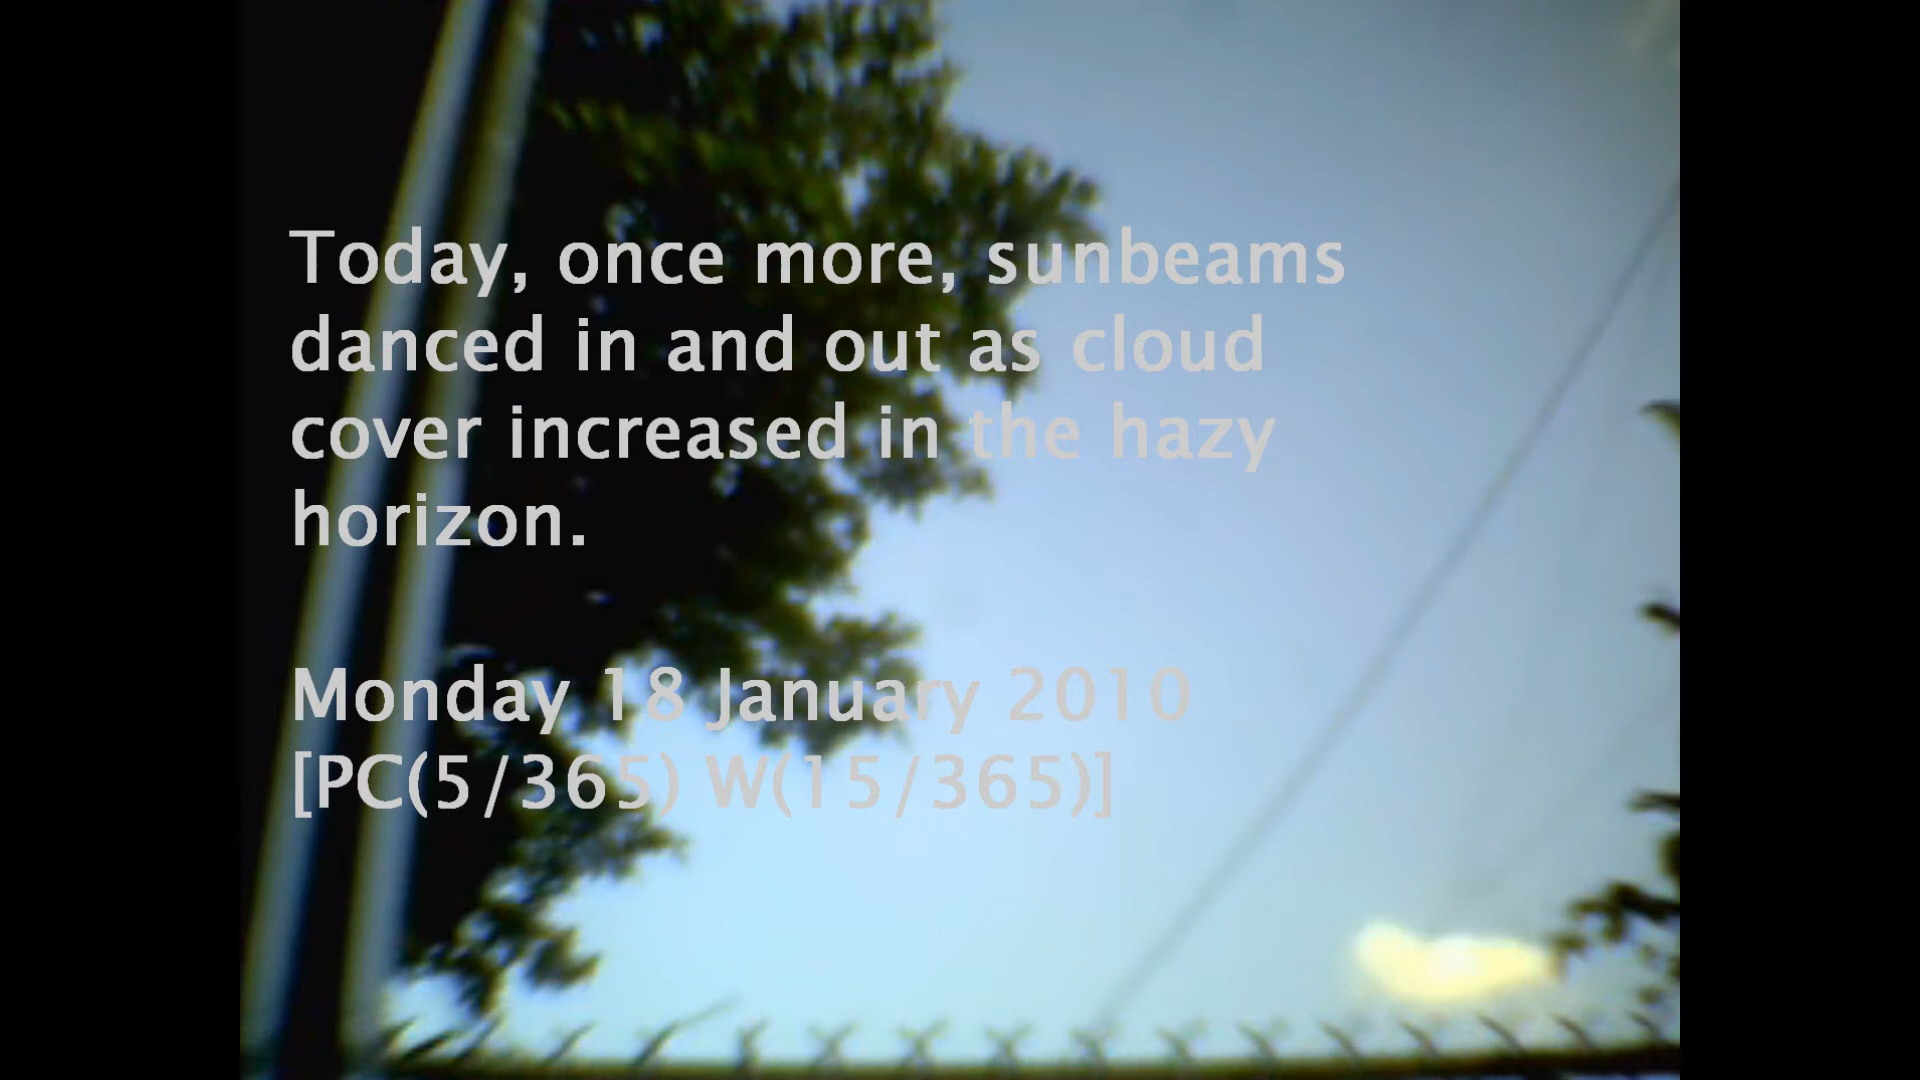 Today, once more, sunbeams
danced in and out as cloud
cover increased in the hazy
horizon.
Monday 18 January 2010
[PC(5/365) W(15/365)]